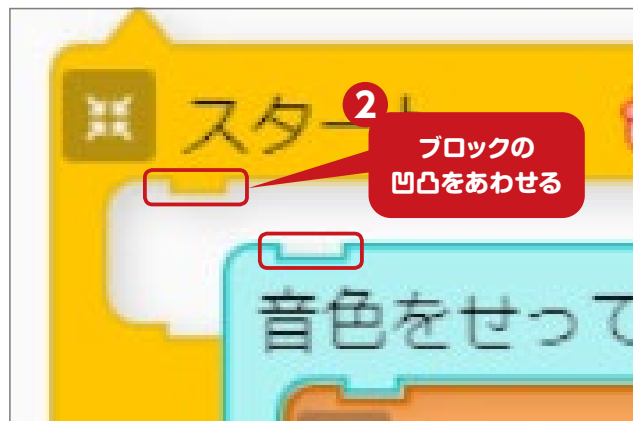 スタート
2
ブロックの
凹凸をあわせる
音色をせって